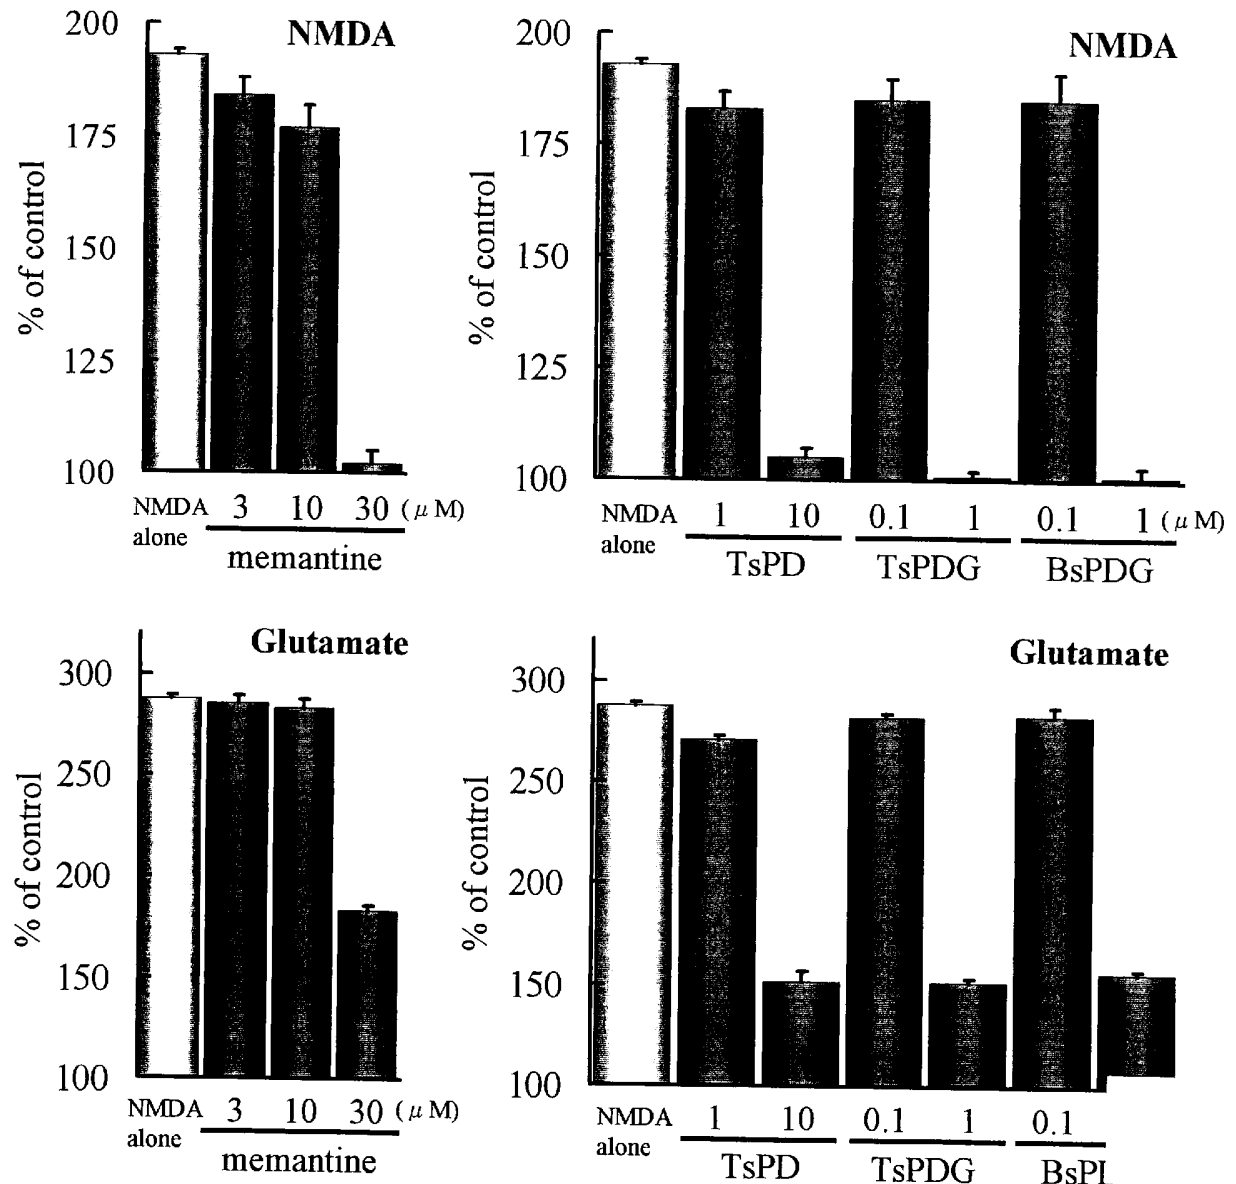 NMDA
200
175
150
125
100
% of control
NMDA alone
3 10 30 (μM)
memantine
NMDA
200
175
150
125
100
% of control
NMDA alone
1 10 0.1 1 0.1 1 (μM)
TsPD TsPDG BsPDG
Glutamate
300
250
200
150
100
% of control
NMDA alone
3 10 30 (μM)
memantine
Glutamate
300
250
200
150
100
% of control
NMDA alone
1 10 0.1 1 0.1
TsPD TsPDG BsPI